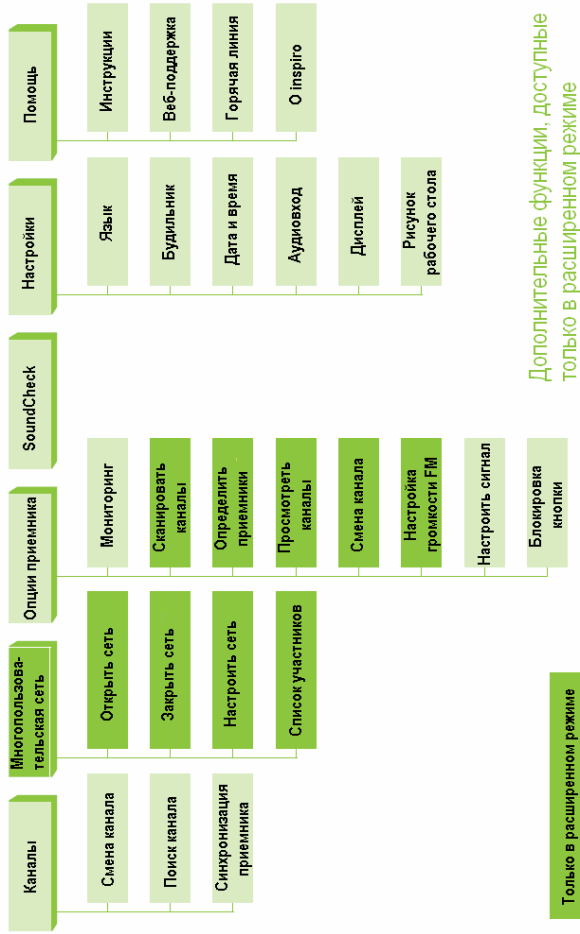 Каналы
Смена канала
Поиск канала
Синхронизация
приемника
Многопользова-
тельская сеть
Открыть сеть
Закрыть сеть
Настроить сеть
Список участников
Опции приемника
Мониторинг
Сканировать
каналы
Определить
приемники
Просмотреть
каналы
Смена канала
Настройка
громкости FM
Настроить сигнал
Блокировка
кнопки
SoundCheck
Настройки
Язык
Будильник
Дата и время
Аудиовход
Дисплей
Рисунок
рабочего стола
Помощь
Инструкции
Веб-поддержка
Горячая линия
О inspiro
Только в расширенном режиме
Дополнительные функции, доступные
только в расширенном режиме